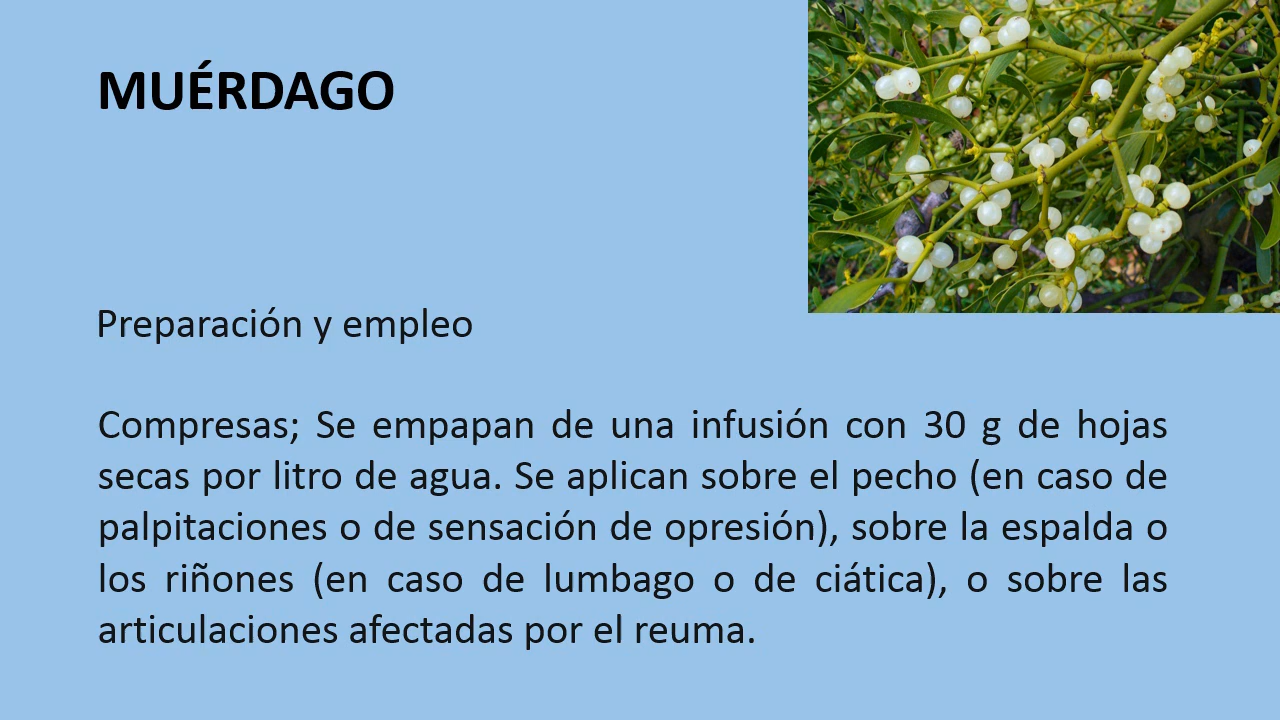 MUÉRDAGO
Preparación y empleo
Compresas; Se empapan de una infusión con 30 g de hojas
secas por litro de agua. Se aplican sobre el pecho (en caso de
palpitaciones o de sensación de opresión), sobre la espalda o
los riñones (en caso de lumbago o de ciática), o sobre las
articulaciones afectadas por el reuma.